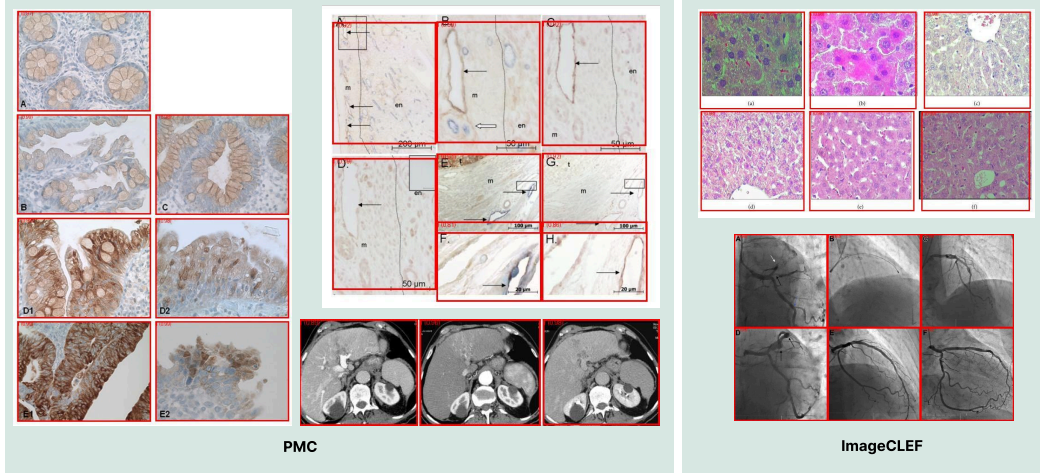 A.
B
C
D1
D2
E1
E2
A.
m
en
200 μm
B.
m
en
50 μm
C.
m
en
50 μm
D.
en
m
50 μm
E.
t
m
100 μm
G.
t
m
100 μm
F.
20 μm
H.
20 μm
PMC
(a)
(b)
(c)
(d)
(e)
(f)
A
B
C
D
E
F
ImageCLEF